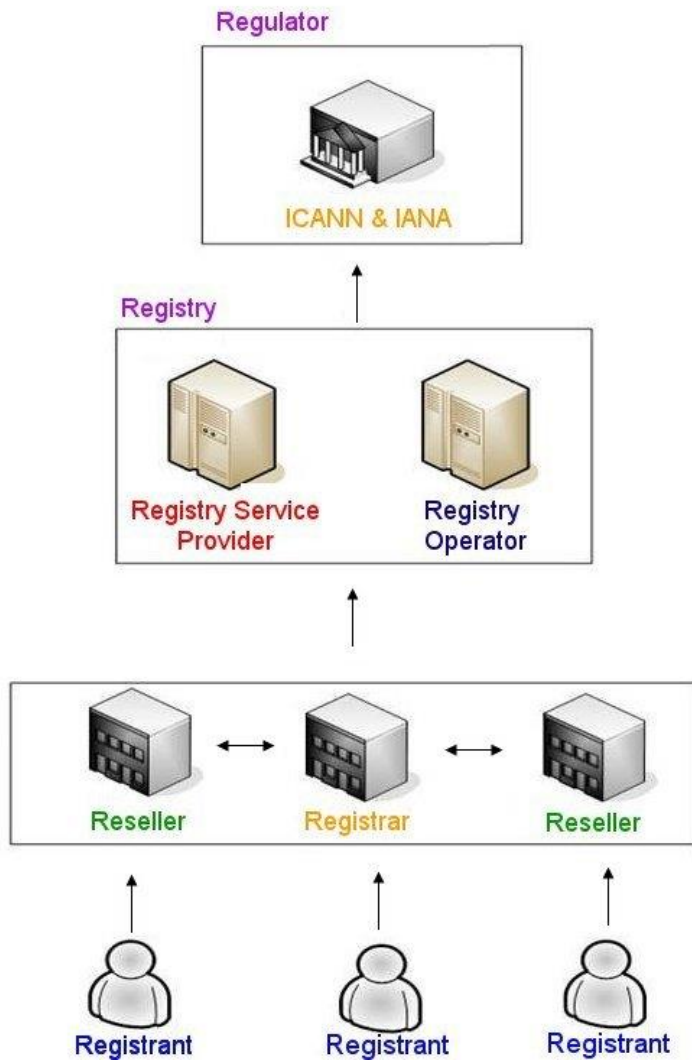 Regulator
ICANN & IANA
Registry
Registry Service
Provider
Registry
Operator
Reseller
Registrar
Reseller
Registrant
Registrant
Registrant